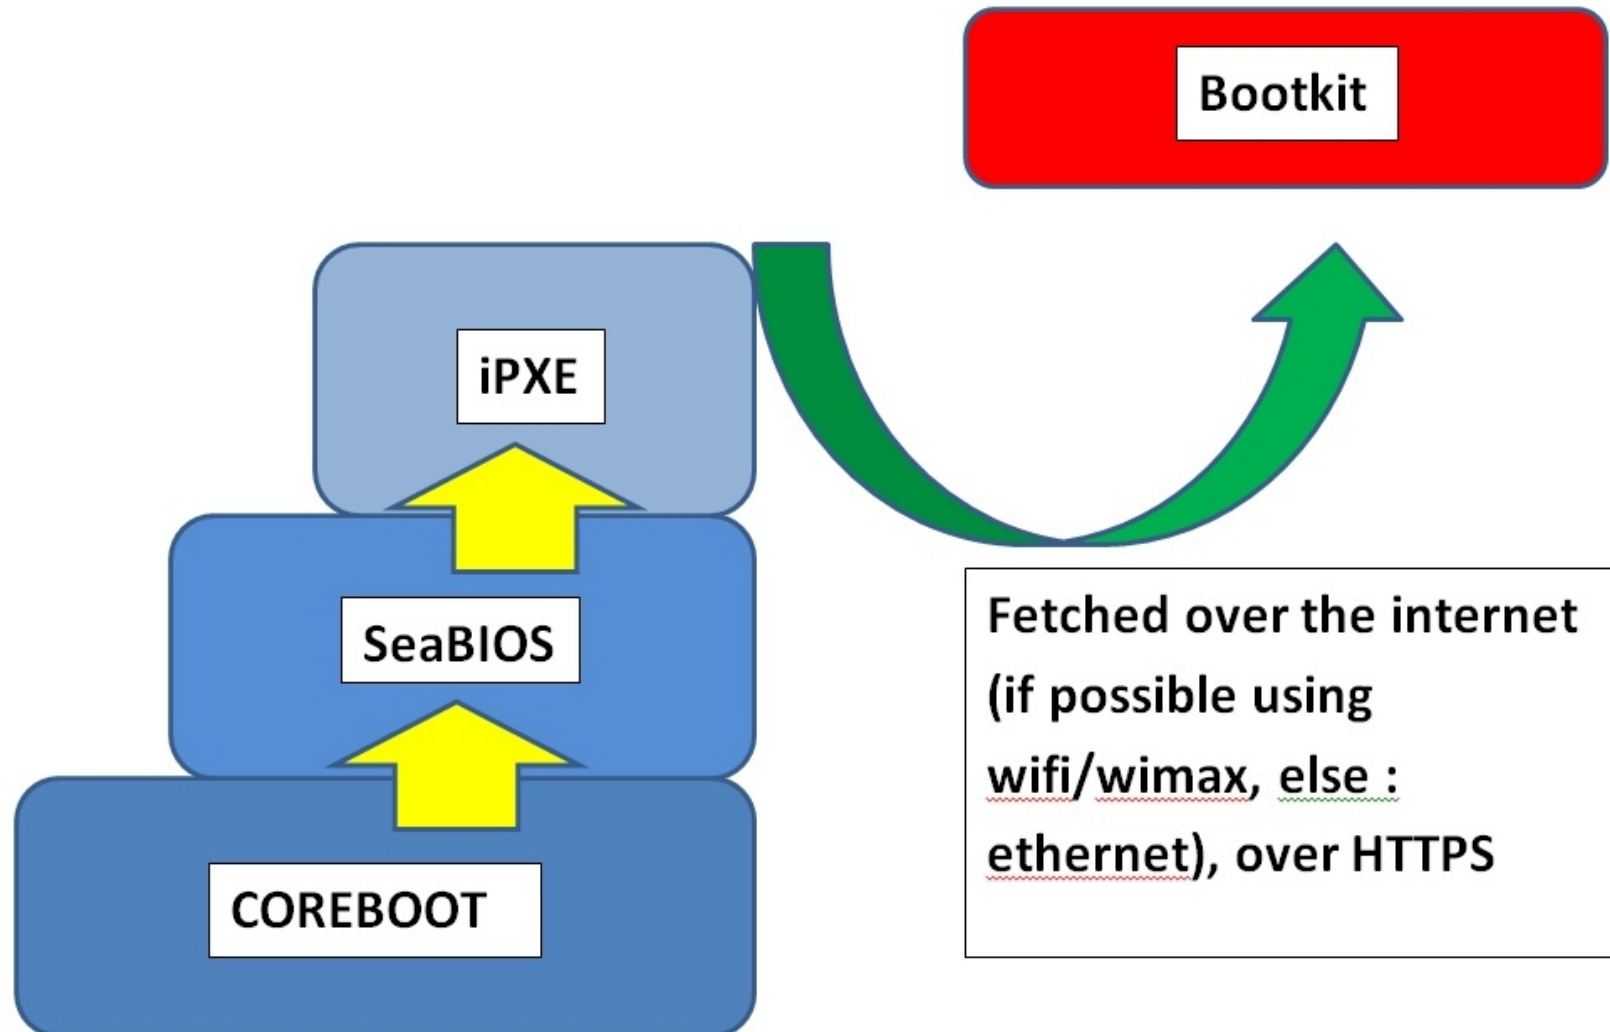 Bootkit
iPXE
SeaBIOS
COREBOOT
Fetched over the internet
(if possible using
wifi/wimax, else :
ethernet), over HTTPS